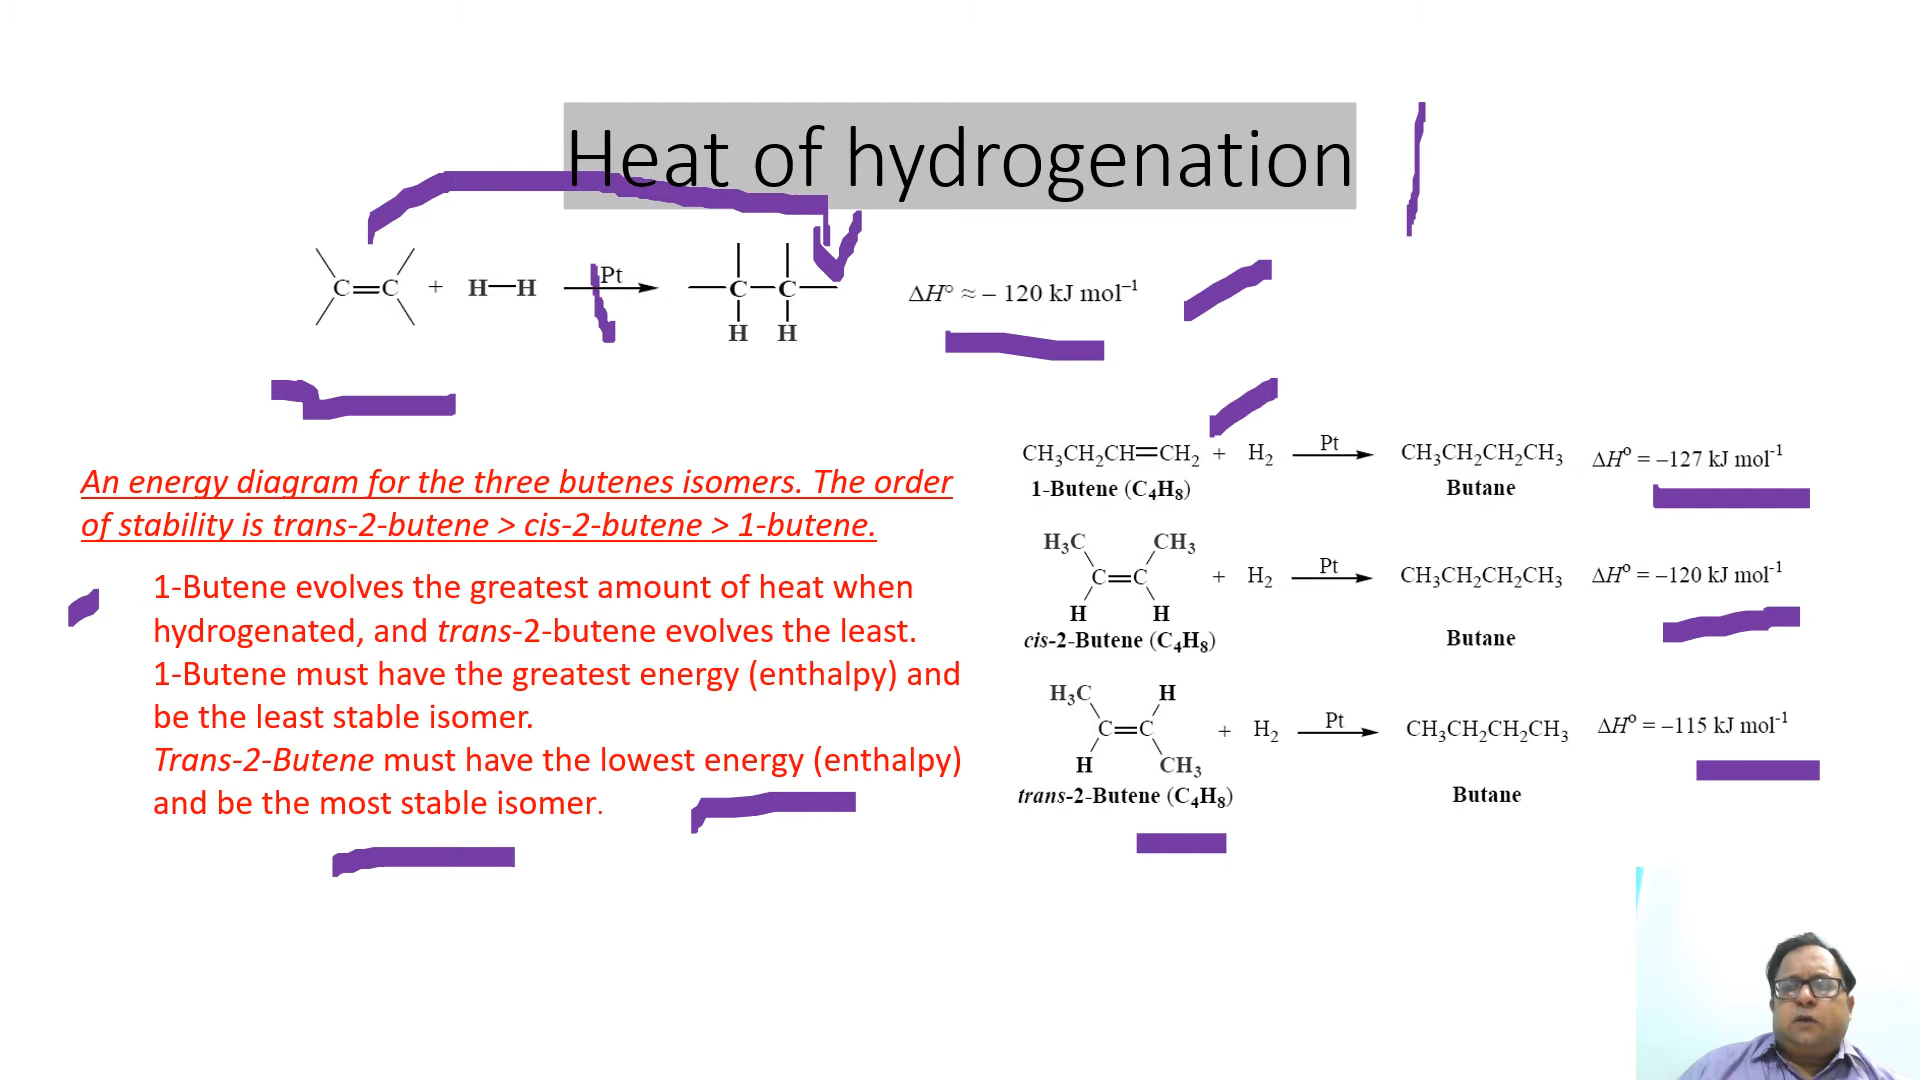 Heat of hydrogenation
C=C + H—H Pt —C—C— ΔH° ≈ – 120 kJ mol⁻¹
H H
An energy diagram for the three butenes isomers. The order
of stability is trans-2-butene > cis-2-butene > 1-butene.
1-Butene evolves the greatest amount of heat when
hydrogenated, and trans-2-butene evolves the least.
1-Butene must have the greatest energy (enthalpy) and
be the least stable isomer.
Trans-2-Butene must have the lowest energy (enthalpy)
and be the most stable isomer.
CH₃CH₂CH=CH₂ + H₂ Pt CH₃CH₂CH₂CH₃ ΔH° = –127 kJ mol⁻¹
1-Butene (C₄H₈) Butane
H₃C CH₃
C=C + H₂ Pt CH₃CH₂CH₂CH₃ ΔH° = –120 kJ mol⁻¹
H H
cis-2-Butene (C₄H₈) Butane
H₃C H
C=C + H₂ Pt CH₃CH₂CH₂CH₃ ΔH° = –115 kJ mol⁻¹
H CH₃
trans-2-Butene (C₄H₈) Butane